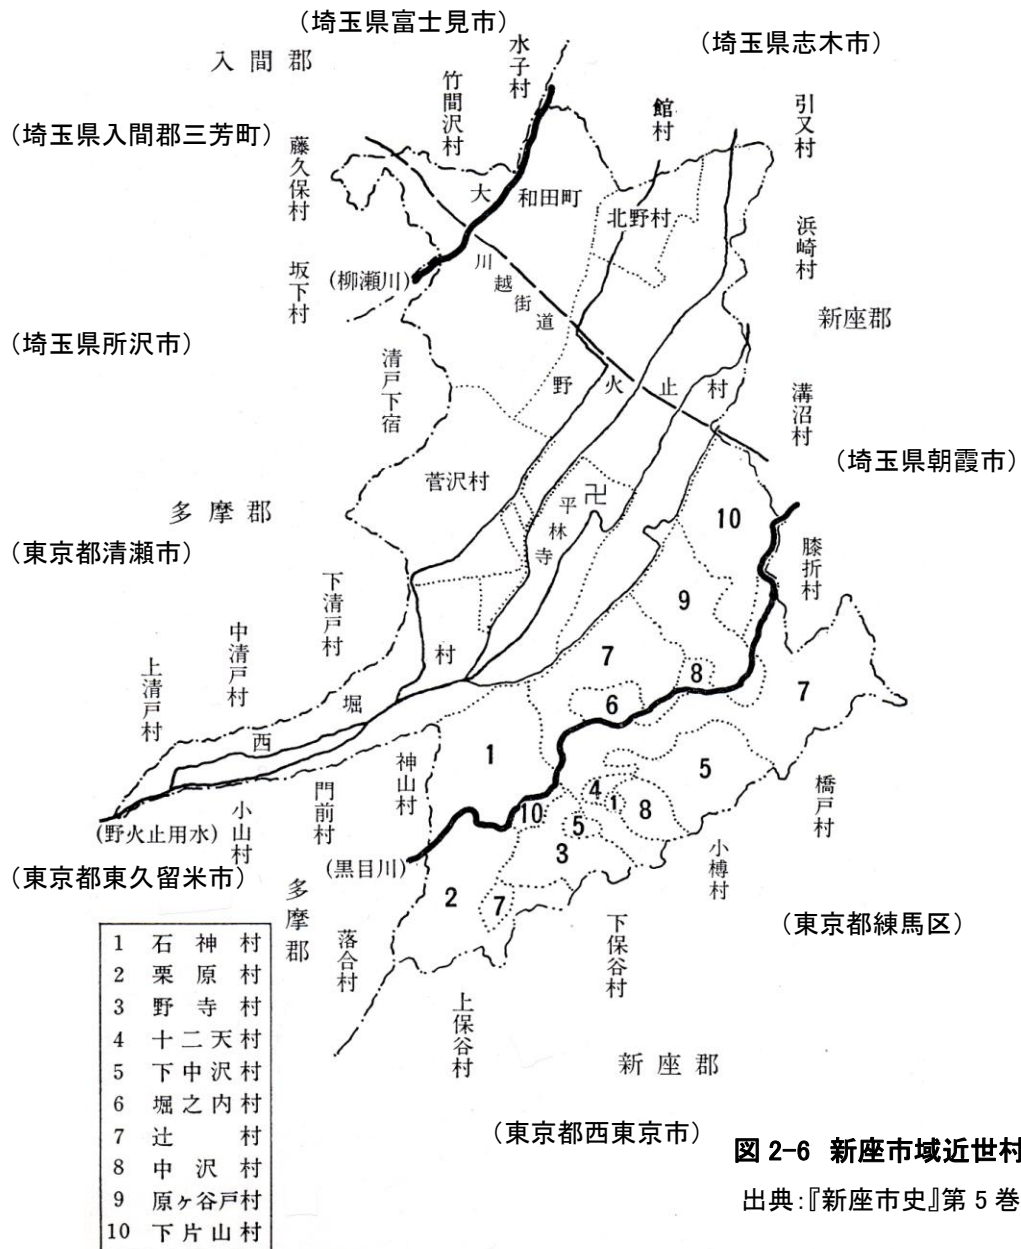 （埼玉県富士見市）
（埼玉県志木市）
入間郡
水子村
竹間沢村
館村
引又村
（埼玉県入間郡三芳町）
藤久保村
大和田町
北野村
浜崎村
坂下村
（柳瀬川）
川越街道
新座郡
（埼玉県所沢市）
清戸下宿
野火止村
溝沼村
（埼玉県朝霞市）
菅沢村
卍
平林寺
多摩郡
10
（東京都清瀬市）
膝折村
下清戸村
9
中清戸村
上清戸村
西堀村
7
8
7
6
神山村
1
5
門前村
4
1
8
橋戸村
10
5
小山村
（野火止用水）
3
小榑村
（黒目川）
（東京都東久留米市）
多摩郡
2
7
（東京都練馬区）
下保谷村
落合村
上保谷村
新座郡
（東京都西東京市）
1 石神村
2 栗原村
3 野寺村
4 十二天村
5 下中沢村
6 堀之内村
7 辻村
8 中沢村
9 原ヶ谷戸村
10 下片山村
図 2-6 新座市域近世村
出典：『新座市史』第 5 巻